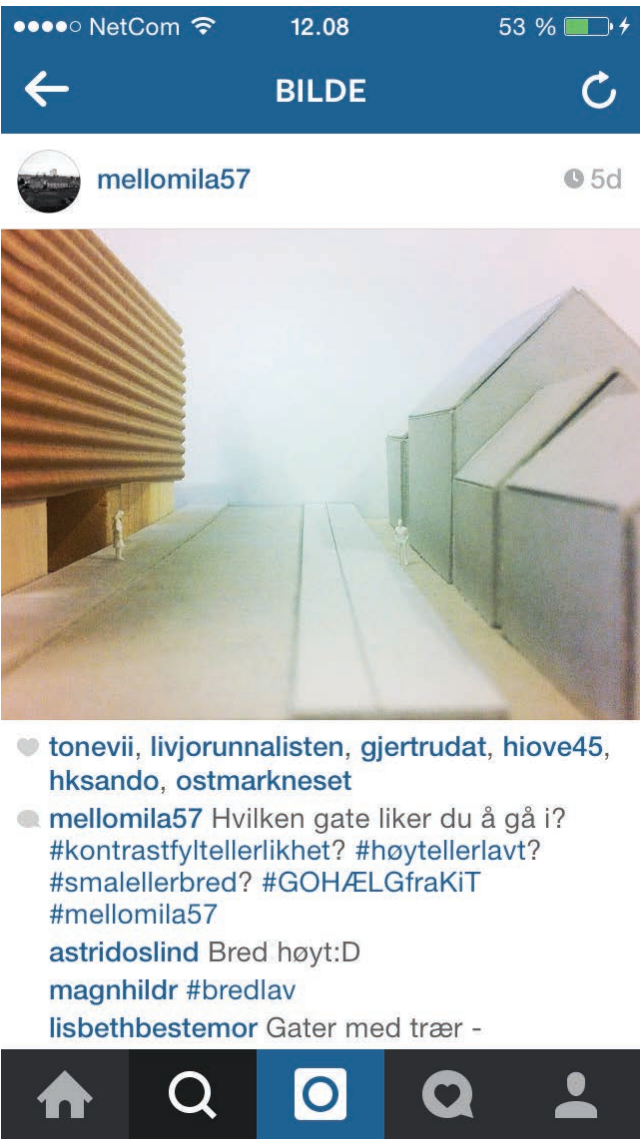 NetCom 12.08 53 %
BILDE
mellomila57 5d
tonevii, livjorunnalisten, gjertrudat, hiove45,
hksando, ostmarkneset
mellomila57 Hvilken gate liker du å gå i?
#kontrastfyltellerlikhet? #høytellerlavt?
#smalellerbred? #GOHÆLGfraKiT
#mellomila57
astridoslind Bred høyt:D
magnhildr #bredlav
lisbethbestemor Gater med trær -